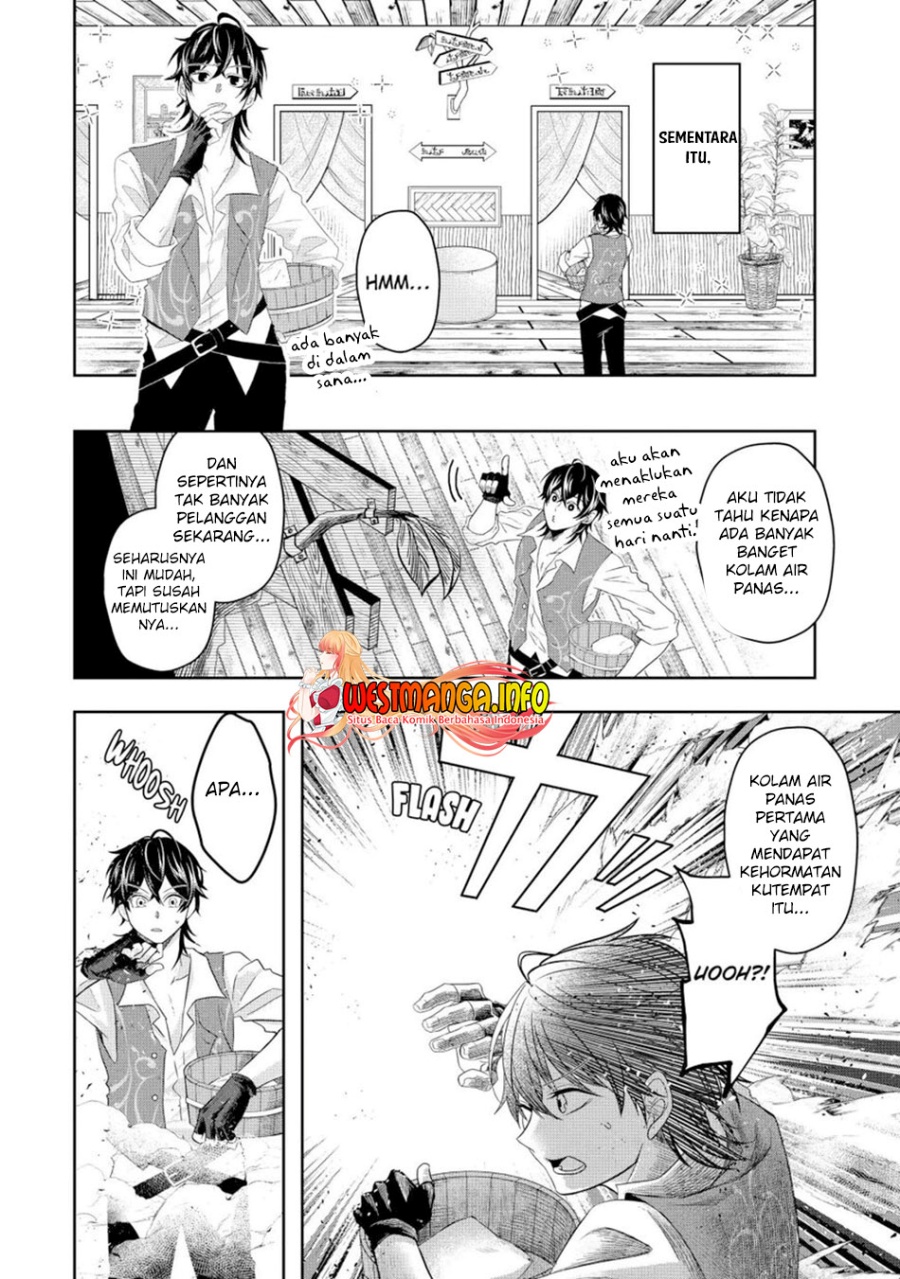 SEMENTARA
ITU,
HMM...
ada banyak
di dalam
sana...
AKU TIDAK
TAHU KENAPA
ADA BANYAK
BANGET
KOLAM AIR
PANAS...
aku akan
menaklukan
mereka
semua suatu
hari nanti!
DAN
SEPERTINYA
TAK BANYAK
PELANGGAN
SEKARANG...
SEHARUSNYA
INI MUDAH,
TAPI SUSAH
MEMUTUSKAN
NYA...
WESTMANGA.INFO
Situs Baca Komik Berbahasa Indonesia
KOLAM AIR
PANAS
PERTAMA
YANG
MENDAPAT
KEHORMATAN
KUTEMPAT
ITU...
FLASH
UOOH?!
WHOOSH
APA...